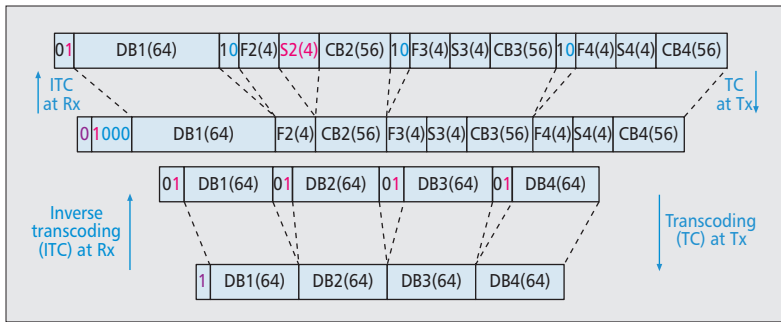 01 DB1(64) 10 F2(4) S2(4) CB2(56) 10 F3(4) S3(4) CB3(56) 10 F4(4) S4(4) CB4(56)
ITC
at Rx
TC
at Tx
0 1000 DB1(64) F2(4) CB2(56) F3(4) S3(4) CB3(56) F4(4) S4(4) CB4(56)
01 DB1(64) 01 DB2(64) 01 DB3(64) 01 DB4(64)
Inverse
transcoding
(ITC) at Rx
Transcoding
(TC) at Tx
1 DB1(64) DB2(64) DB3(64) DB4(64)